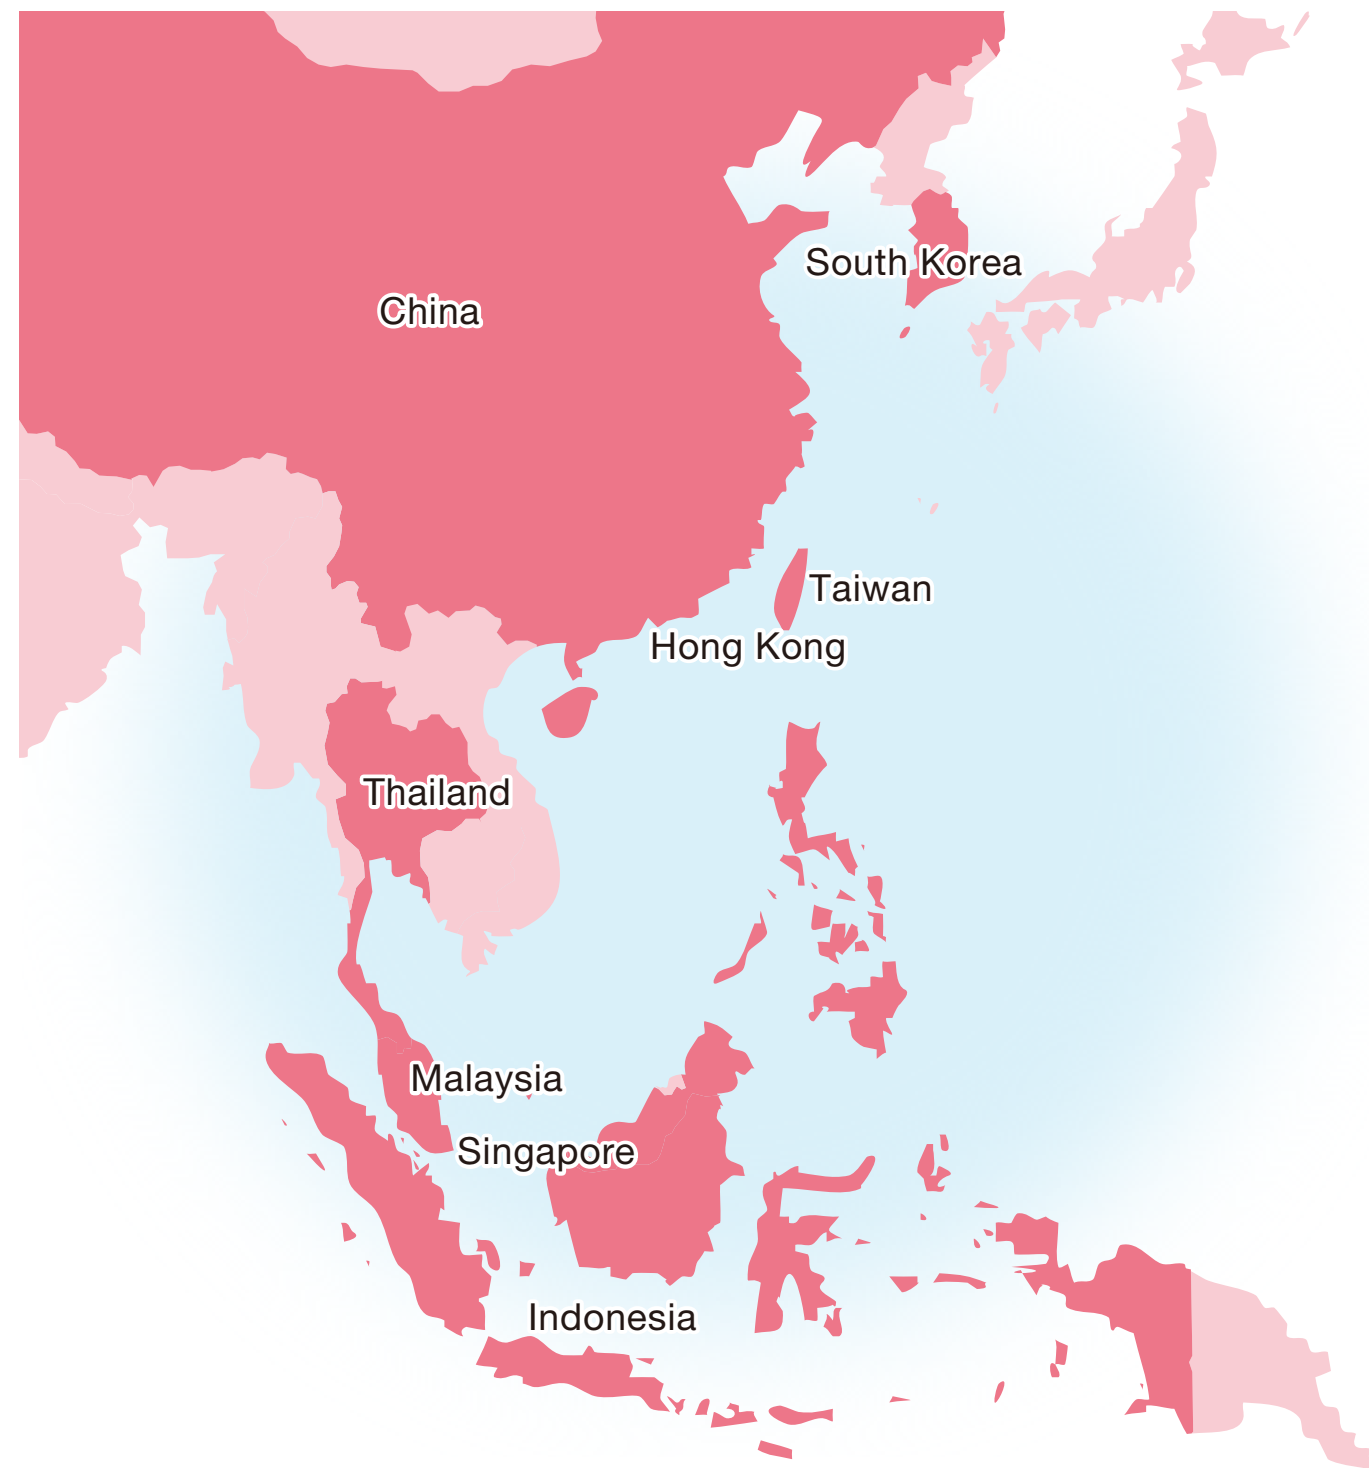 South Korea
China
Taiwan
Hong Kong
Thailand
Malaysia
Singapore
Indonesia